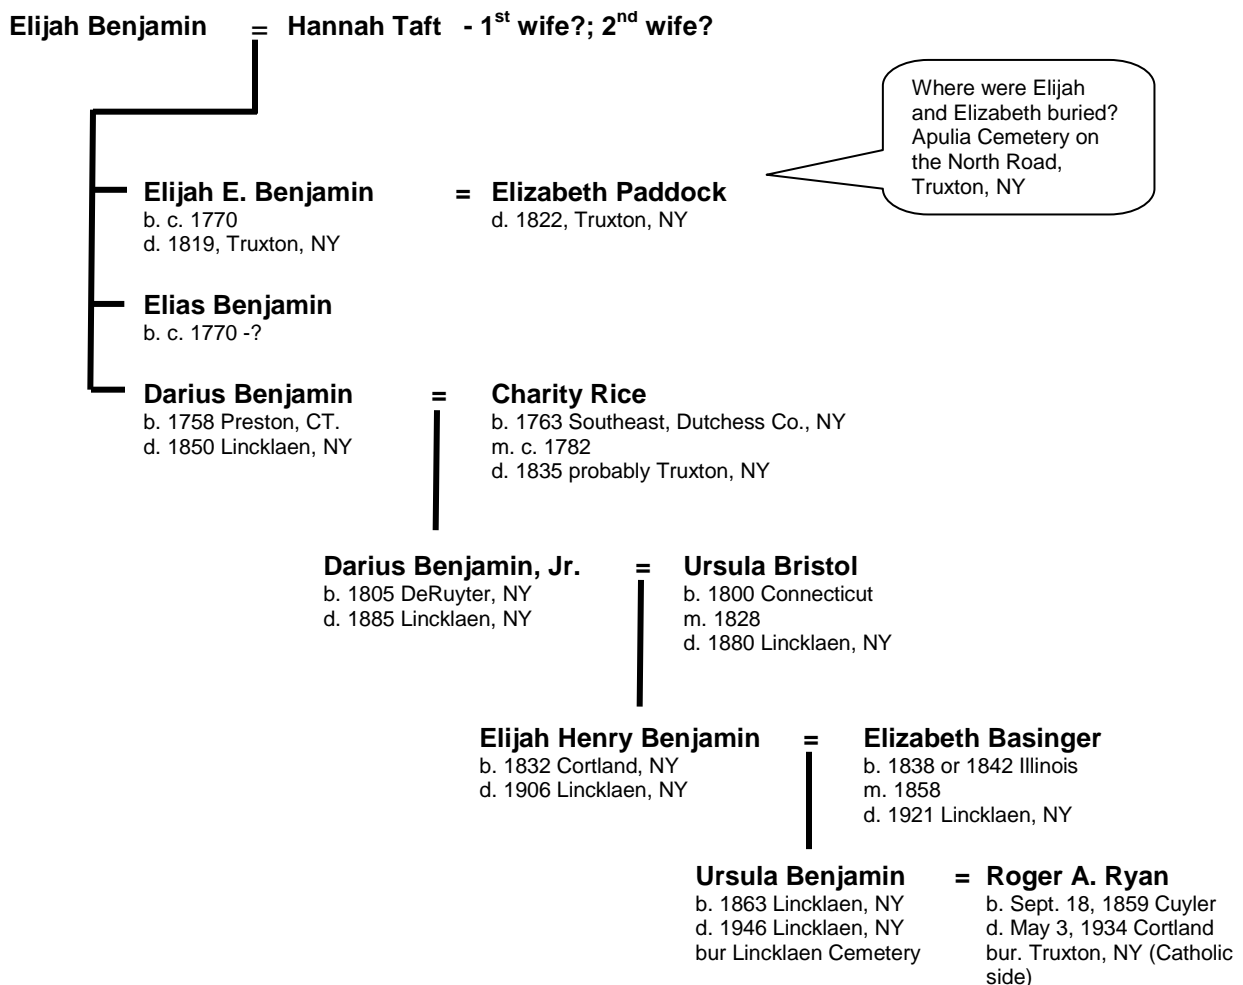 Elijah Benjamin = Hannah Taft - 1st wife?; 2nd wife?
Where were Elijah
and Elizabeth buried?
Apulia Cemetery on
the North Road,
Truxton, NY
Elijah E. Benjamin = Elizabeth Paddock
b. c. 1770
d. 1822, Truxton, NY
d. 1819, Truxton, NY
Elias Benjamin
b. c. 1770 -?
Darius Benjamin = Charity Rice
b. 1758 Preston, CT.
d. 1850 Lincklaen, NY
b. 1763 Southeast, Dutchess Co., NY
m. c. 1782
d. 1835 probably Truxton, NY
Darius Benjamin, Jr. = Ursula Bristol
b. 1805 DeRuyter, NY
d. 1885 Lincklaen, NY
b. 1800 Connecticut
m. 1828
d. 1880 Lincklaen, NY
Elijah Henry Benjamin = Elizabeth Basinger
b. 1832 Cortland, NY
d. 1906 Lincklaen, NY
b. 1838 or 1842 Illinois
m. 1858
d. 1921 Lincklaen, NY
Ursula Benjamin = Roger A. Ryan
b. 1863 Lincklaen, NY
d. 1946 Lincklaen, NY
bur Lincklaen Cemetery
b. Sept. 18, 1859 Cuyler
d. May 3, 1934 Cortland
bur. Truxton, NY (Catholic
side)